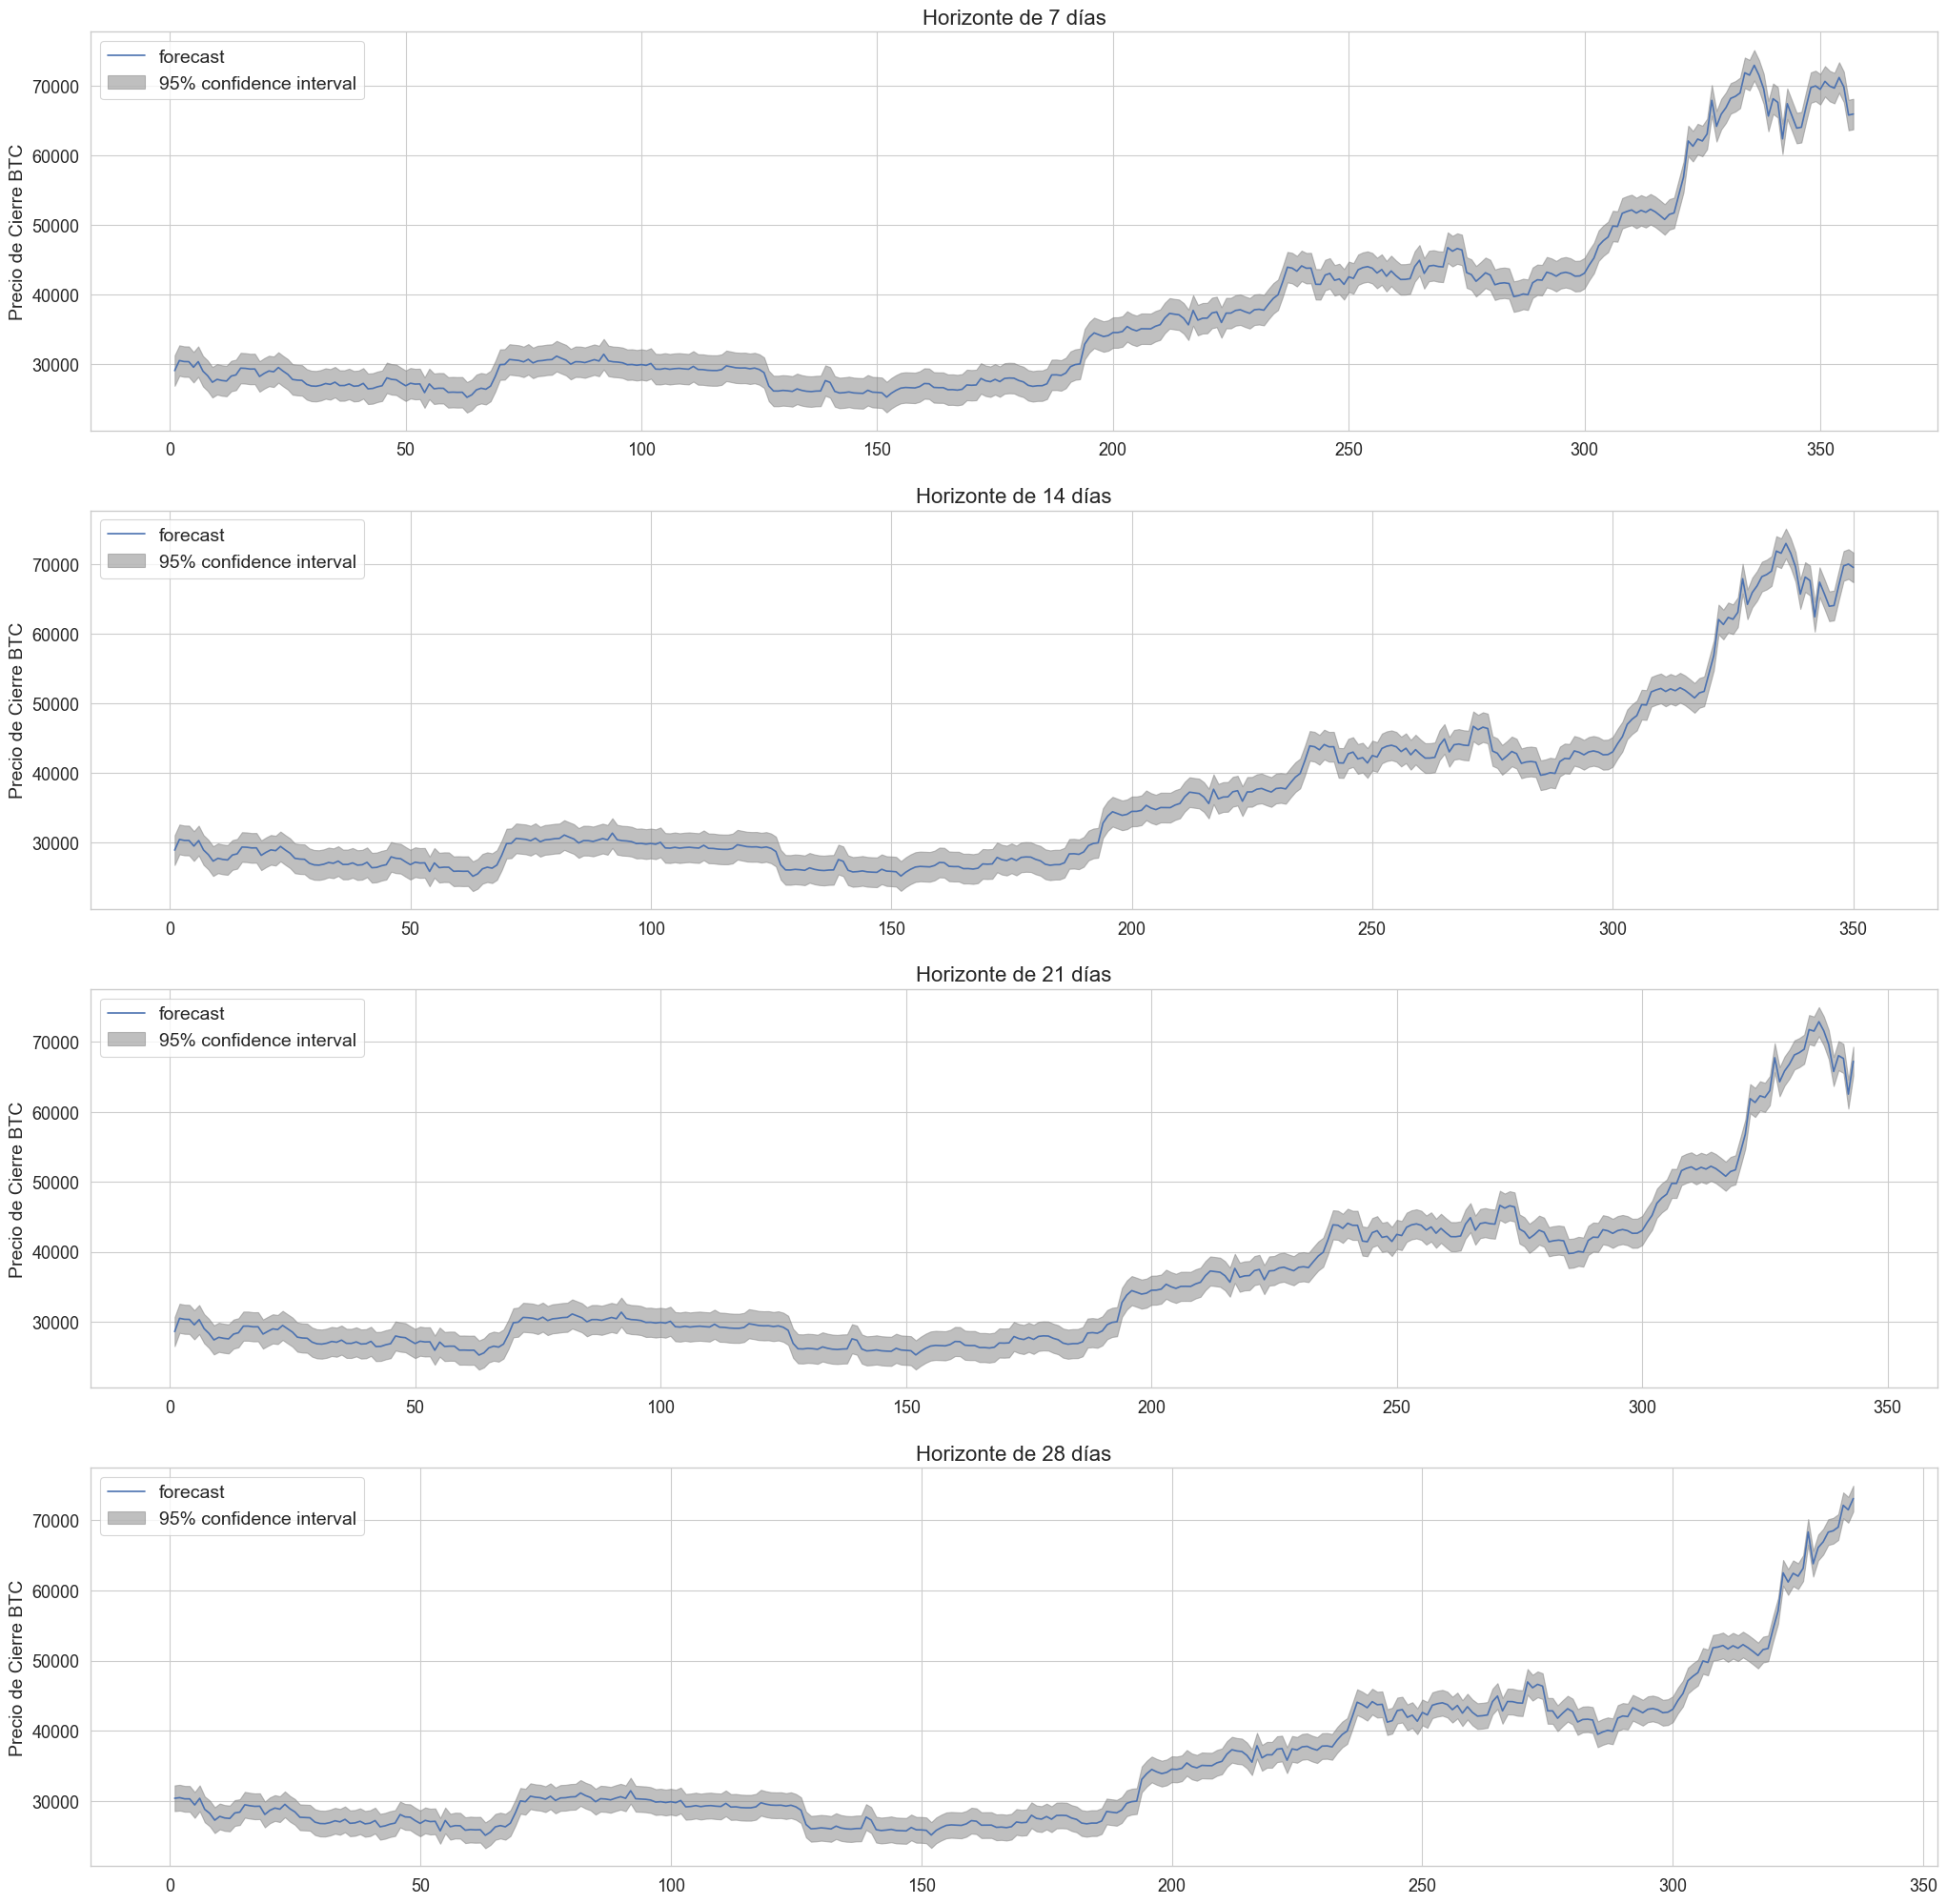 Horizonte de 7 días
forecast
95% confidence interval
Precio de Cierre BTC
70000
60000
50000
40000
30000
0 50 100 150 200 250 300 350
Horizonte de 14 días
forecast
95% confidence interval
Precio de Cierre BTC
70000
60000
50000
40000
30000
0 50 100 150 200 250 300 350
Horizonte de 21 días
forecast
95% confidence interval
Precio de Cierre BTC
70000
60000
50000
40000
30000
0 50 100 150 200 250 300 350
Horizonte de 28 días
forecast
95% confidence interval
Precio de Cierre BTC
70000
60000
50000
40000
30000
0 50 100 150 200 250 300 350